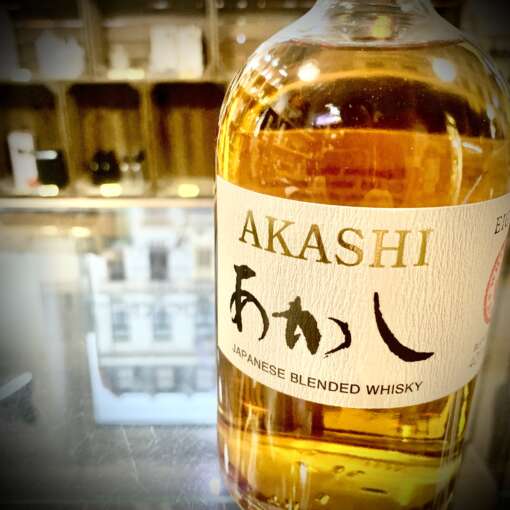 AKASHI
あかし
JAPANESE BLENDED WHISKY